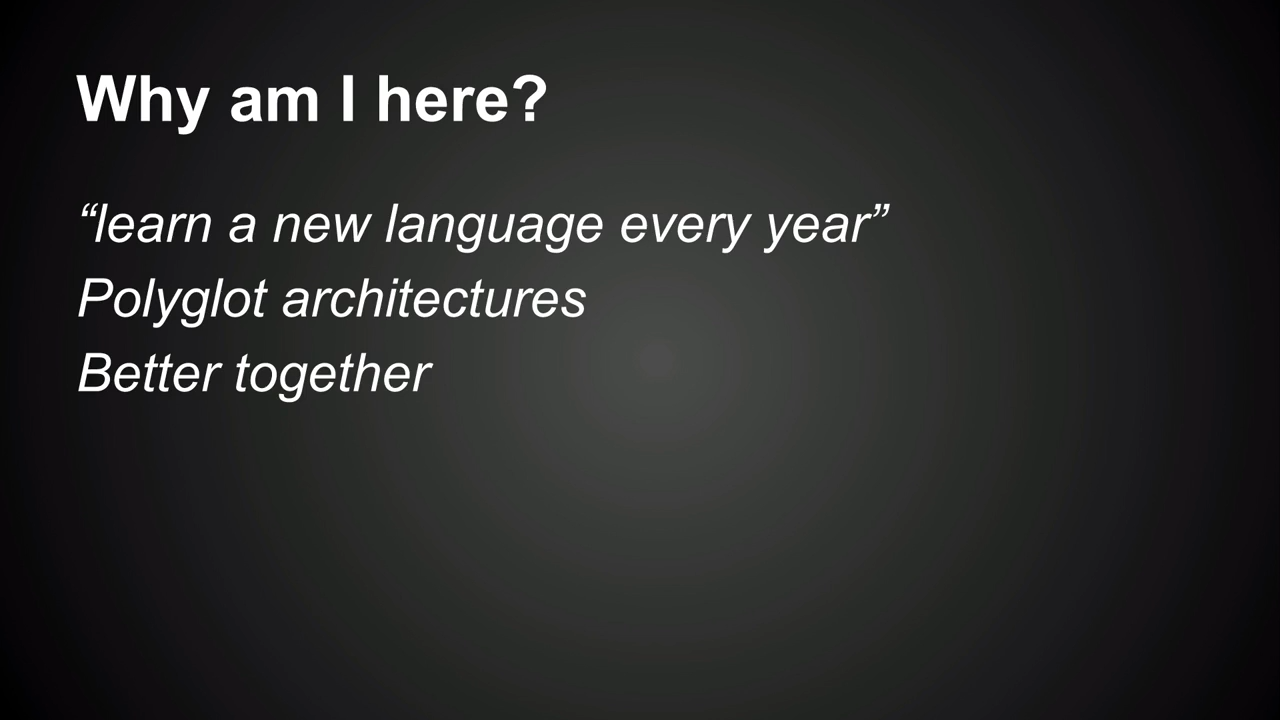 Why am I here?
“learn a new language every year”
Polyglot architectures
Better together